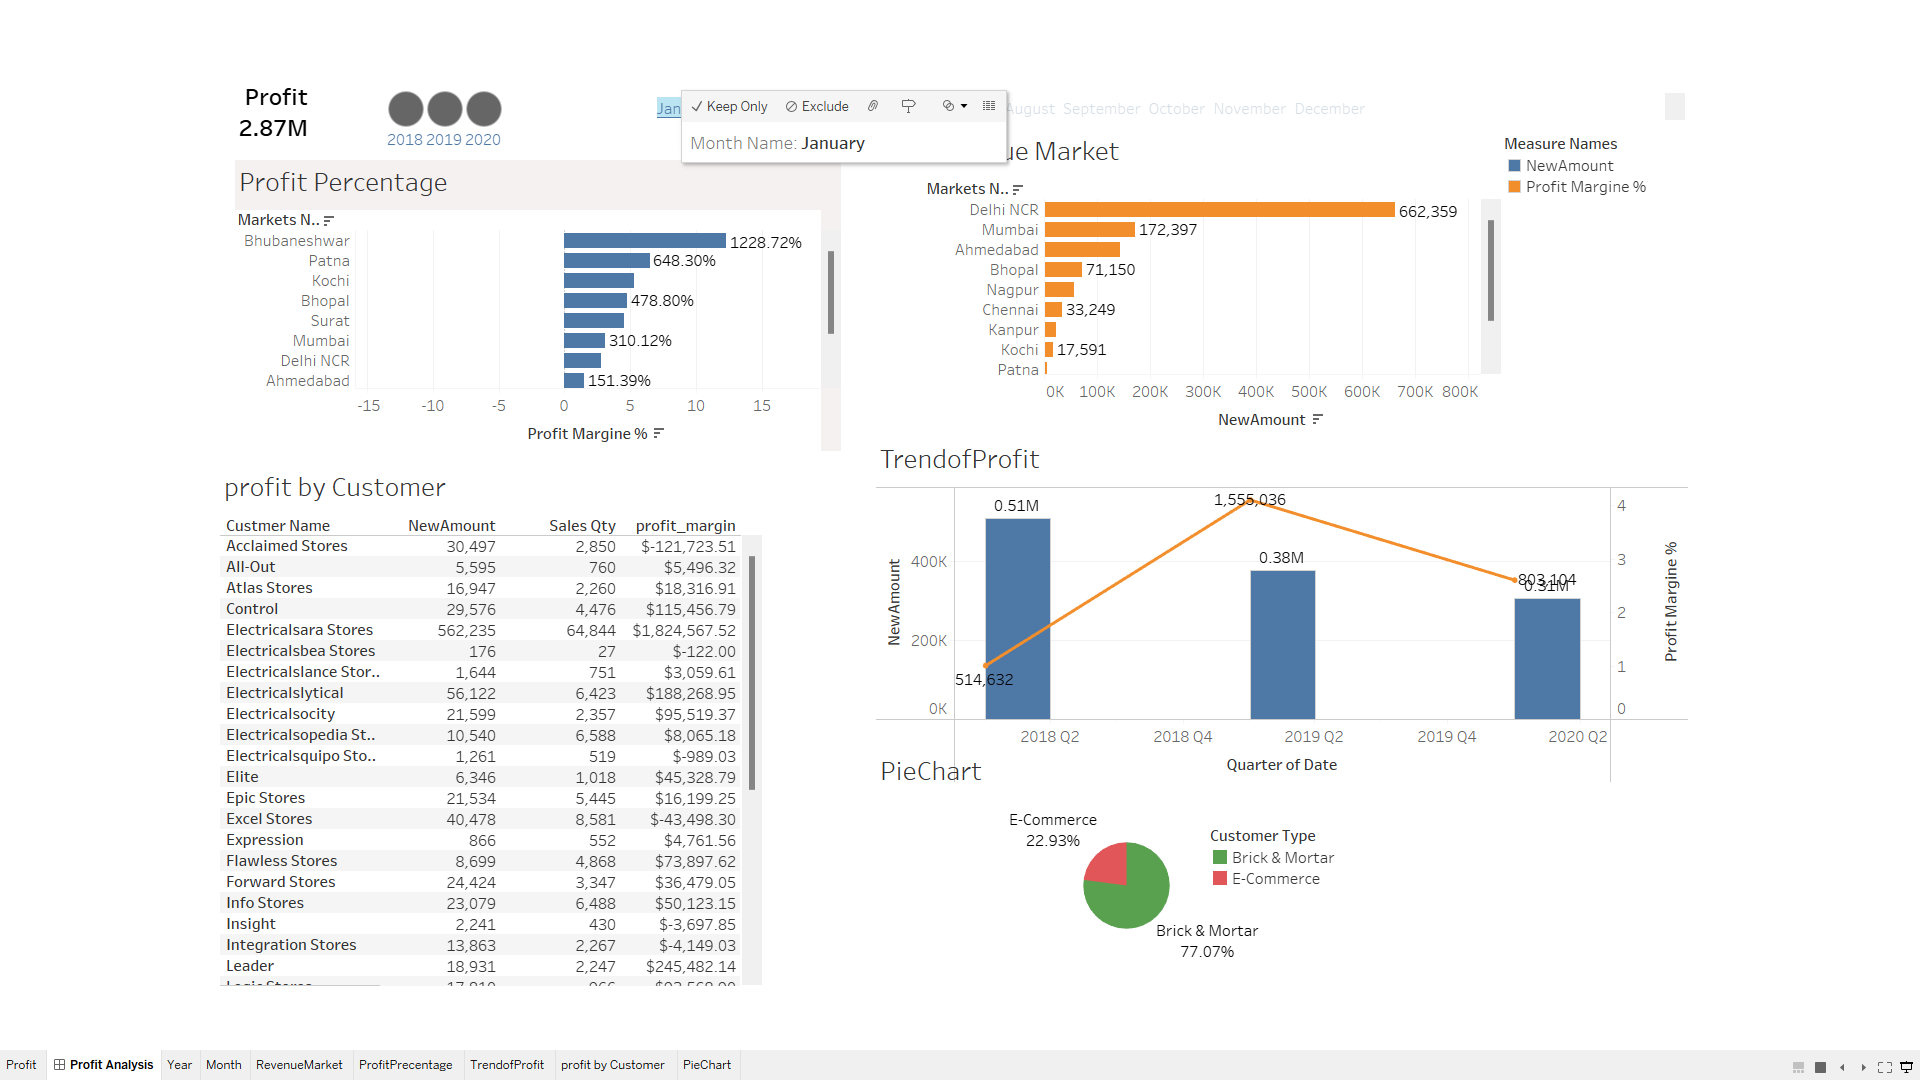 Profit
2.87M
2018 2019 2020
Jan
Keep Only Exclude
Month Name: January
August September October November December
Profit Percentage
Markets N..
Bhubaneshwar 1228.72%
Patna 648.30%
Kochi
Bhopal 478.80%
Surat
Mumbai 310.12%
Delhi NCR
Ahmedabad 151.39%
-15 -10 -5 0 5 10 15
Profit Margine %
Market
Markets N..
Delhi NCR 662,359
Mumbai 172,397
Ahmedabad
Bhopal 71,150
Nagpur
Chennai 33,249
Kanpur
Kochi 17,591
Patna
0K 100K 200K 300K 400K 500K 600K 700K 800K
NewAmount
Measure Names
NewAmount
Profit Margine %
profit by Customer
Custmer Name NewAmount Sales Qty profit_margin
Acclaimed Stores 30,497 2,850 $-121,723.51
All-Out 5,595 760 $5,496.32
Atlas Stores 16,947 2,260 $18,316.91
Control 29,576 4,476 $115,456.79
Electricalsara Stores 562,235 64,844 $1,824,567.52
Electricalsbea Stores 176 27 $-122.00
Electricalslance Stor.. 1,644 751 $3,059.61
Electricalslytical 56,122 6,423 $188,268.95
Electricalsocity 21,599 2,357 $95,519.37
Electricalsopedia St.. 10,540 6,588 $8,065.18
Electricalsquipo Sto.. 1,261 519 $-989.03
Elite 6,346 1,018 $45,328.79
Epic Stores 21,534 5,445 $16,199.25
Excel Stores 40,478 8,581 $-43,498.30
Expression 866 552 $4,761.56
Flawless Stores 8,699 4,868 $73,897.62
Forward Stores 24,424 3,347 $36,479.05
Info Stores 23,079 6,488 $50,123.15
Insight 2,241 430 $-3,697.85
Integration Stores 13,863 2,267 $-4,149.03
Leader 18,931 2,247 $245,482.14
TrendofProfit
0.51M 1,555,036
0.38M
803,104
0.31M
514,632
NewAmount
400K
200K
0K
4
3
2
1
0
Profit Margine %
2018 Q2 2018 Q4 2019 Q2 2019 Q4 2020 Q2
Quarter of Date
PieChart
E-Commerce
22.93%
Brick & Mortar
77.07%
Customer Type
Brick & Mortar
E-Commerce
Profit Profit Analysis Year Month RevenueMarket ProfitPrecentage TrendofProfit profit by Customer PieChart